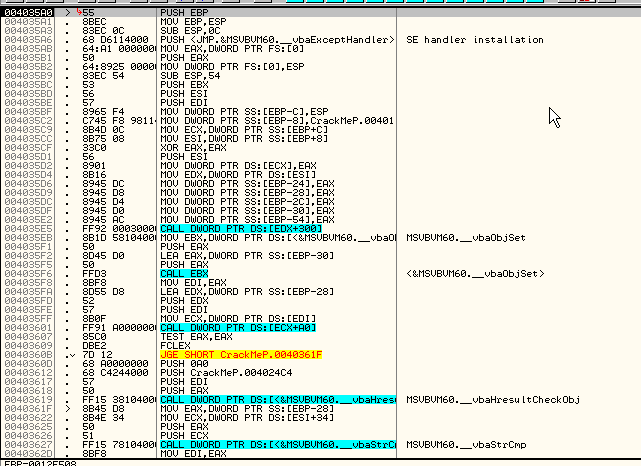 004035A0 55 PUSH EBP
004035A1 . 8BEC MOV EBP,ESP
004035A3 . 83EC 0C SUB ESP,0C
004035A6 . 68 D6114000 PUSH <JMP.&MSVBVM60.__vbaExceptHandler> SE handler installation
004035AB . 64:A1 0000000 MOV EAX,DWORD PTR FS:[0]
004035B1 . 50 PUSH EAX
004035B2 . 64:8925 00000 MOV DWORD PTR FS:[0],ESP
004035B9 . 83EC 54 SUB ESP,54
004035BC . 53 PUSH EBX
004035BD . 56 PUSH ESI
004035BE . 57 PUSH EDI
004035BF . 8965 F4 MOV DWORD PTR SS:[EBP-C],ESP
004035C2 . C745 F8 9811 MOV DWORD PTR SS:[EBP-8],CrackMeP.00401
004035C9 . 8B4D 0C MOV ECX,DWORD PTR SS:[EBP+C]
004035CC . 8B75 08 MOV ESI,DWORD PTR SS:[EBP+8]
004035CF . 33C0 XOR EAX,EAX
004035D1 . 56 PUSH ESI
004035D2 . 8901 MOV DWORD PTR DS:[ECX],EAX
004035D4 . 8B16 MOV EDX,DWORD PTR DS:[ESI]
004035D6 . 8945 DC MOV DWORD PTR SS:[EBP-24],EAX
004035D9 . 8945 D8 MOV DWORD PTR SS:[EBP-28],EAX
004035DC . 8945 D4 MOV DWORD PTR SS:[EBP-2C],EAX
004035DF . 8945 D0 MOV DWORD PTR SS:[EBP-30],EAX
004035E2 . 8945 AC MOV DWORD PTR SS:[EBP-54],EAX
004035E5 . FF92 00030000 CALL DWORD PTR DS:[EDX+300]
004035EB . 8B1D 58104000 MOV EBX,DWORD PTR DS:[<&MSVBVM60.__vbaO MSVBVM60.__vbaObjSet
004035F1 . 50 PUSH EAX
004035F2 . 8D45 D0 LEA EAX,DWORD PTR SS:[EBP-30]
004035F5 . 50 PUSH EAX
004035F6 . FFD3 CALL EBX <&MSVBVM60.__vbaObjSet>
004035F8 . 8BF8 MOV EDI,EAX
004035FA . 8D55 D8 LEA EDX,DWORD PTR SS:[EBP-28]
004035FD . 52 PUSH EDX
004035FE . 57 PUSH EDI
004035FF . 8B0F MOV ECX,DWORD PTR DS:[EDI]
00403601 . FF91 A0000000 CALL DWORD PTR DS:[ECX+A0]
00403607 . 85C0 TEST EAX,EAX
00403609 . DBE2 FCLEX
0040360B . 7D 12 JGE SHORT CrackMeP.0040361F
0040360D . 68 A0000000 PUSH 0A0
00403612 . 68 C4244000 PUSH CrackMeP.004024C4
00403617 . 57 PUSH EDI
00403618 . 50 PUSH EAX
00403619 . FF15 38104000 CALL DWORD PTR DS:[<&MSVBVM60.__vbaHres MSVBVM60.__vbaHresultCheckObj
0040361F > 8B45 D8 MOV EAX,DWORD PTR SS:[EBP-28]
00403622 . 8B4E 34 MOV ECX,DWORD PTR DS:[ESI+34]
00403625 . 50 PUSH EAX
00403626 . 51 PUSH ECX
00403627 . FF15 78104000 CALL DWORD PTR DS:[<&MSVBVM60.__vbaStrC MSVBVM60.__vbaStrCmp
0040362D . 8BF8 MOV EDI,EAX
EBP=0012E508